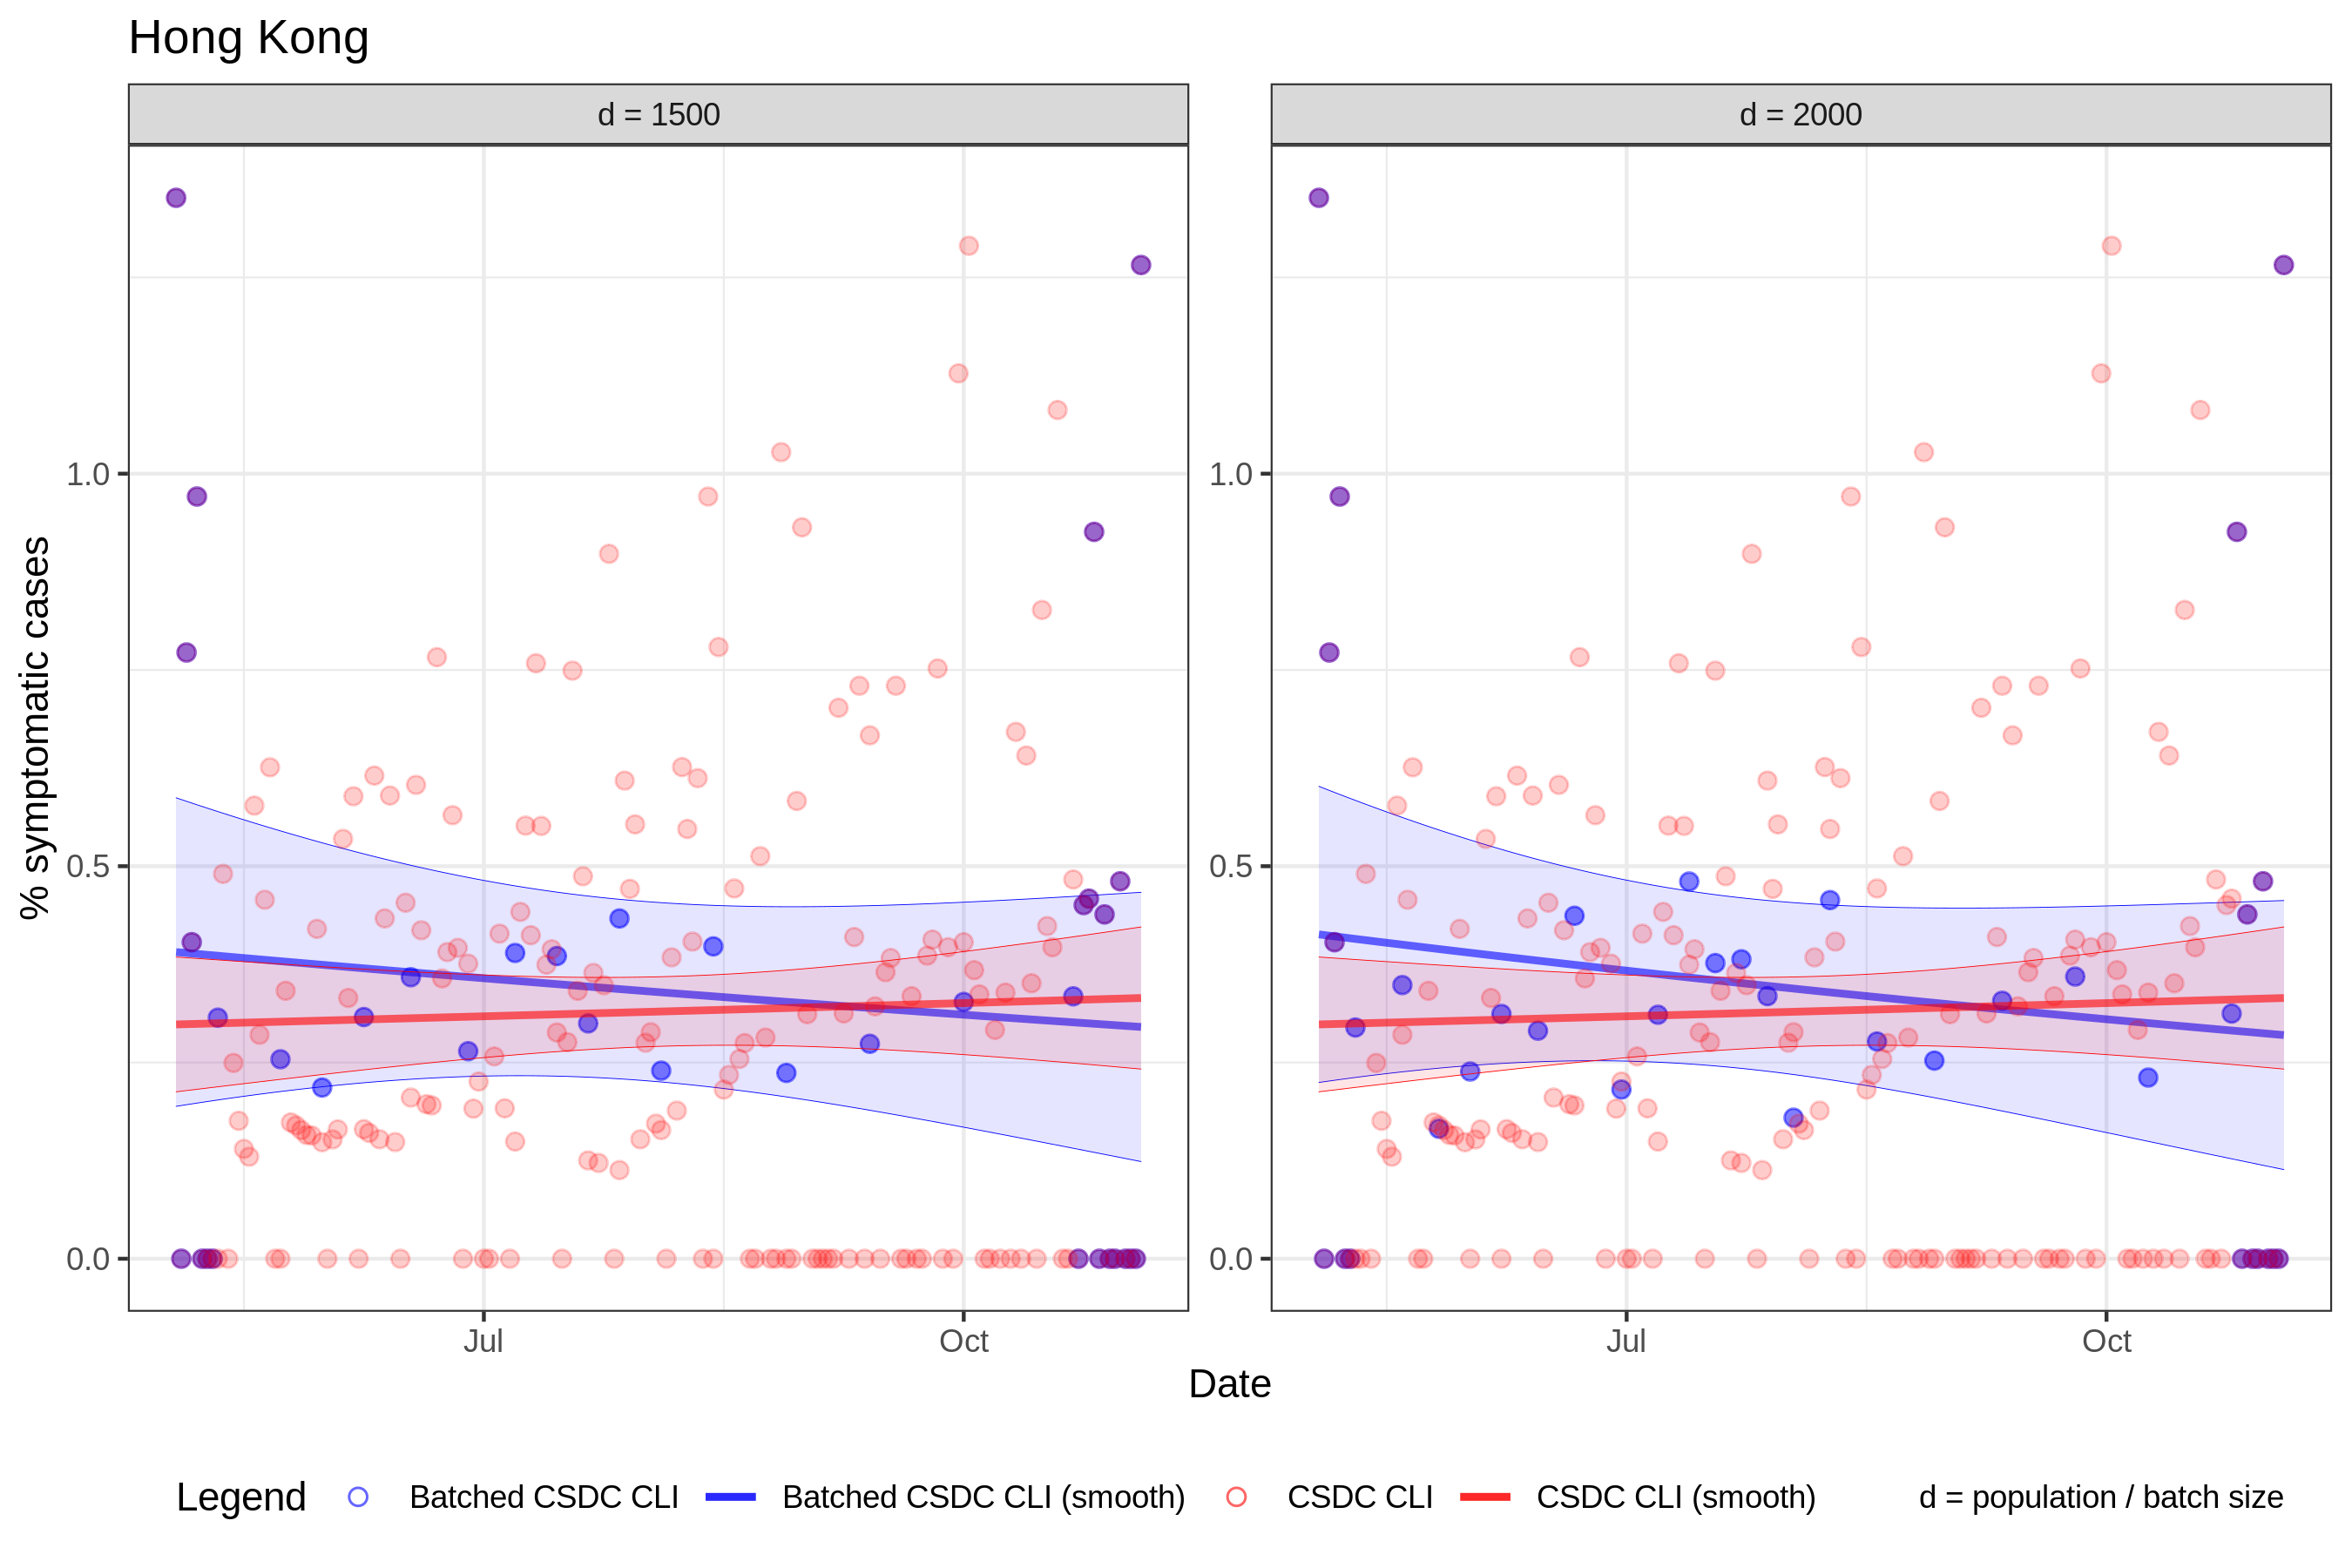 Hong Kong
d = 1500
d = 2000
% symptomatic cases
1.0
0.5
0.0
1.0
0.5
0.0
Jul
Oct
Jul
Oct
Date
Legend
Batched CSDC CLI
Batched CSDC CLI (smooth)
CSDC CLI
CSDC CLI (smooth)
d = population / batch size